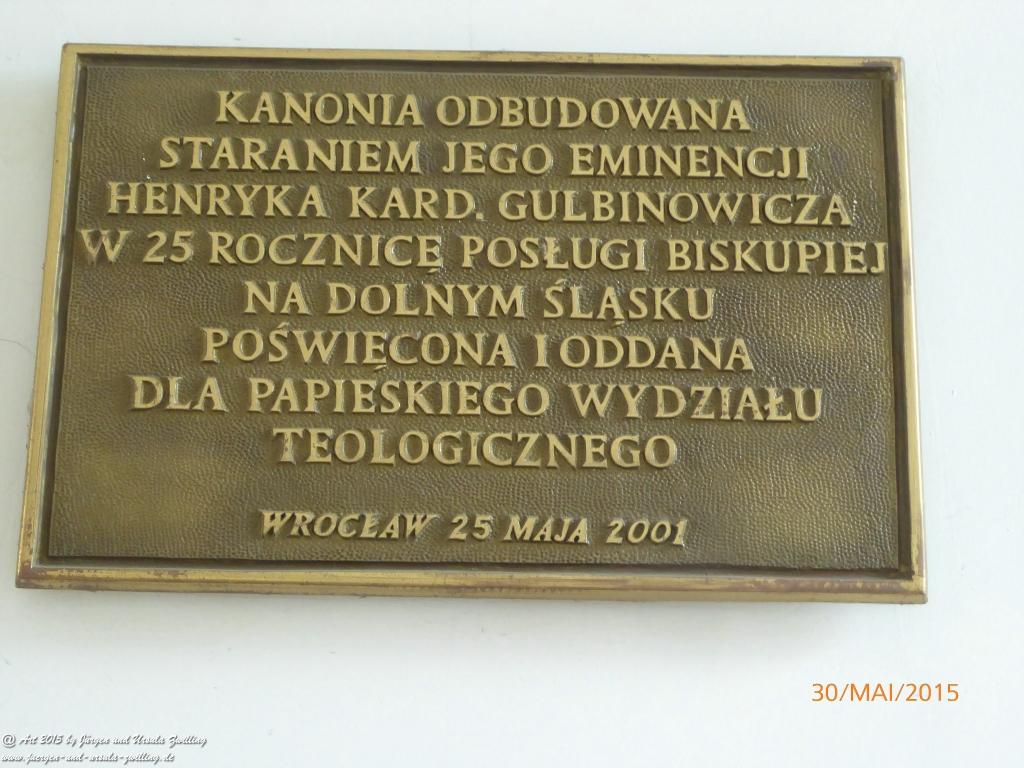 KANONIA ODBUDOWANA
STARANIEM JEGO EMINENCJI
HENRYKA KARD. GULBINOWICZA
W 25 ROCZNICĘ POSŁUGI BISKUPIEJ
NA DOLNYM ŚLĄSKU
POŚWIĘCONA I ODDANA
DLA PAPIESKIEGO WYDZIAŁU
TEOLOGICZNEGO
WROCŁAW 25 MAJA 2001
30/MAI/2015
@ Art 2015 by Jürgen und Ursula Zwilling
www.juergen-und-ursula-zwilling.de